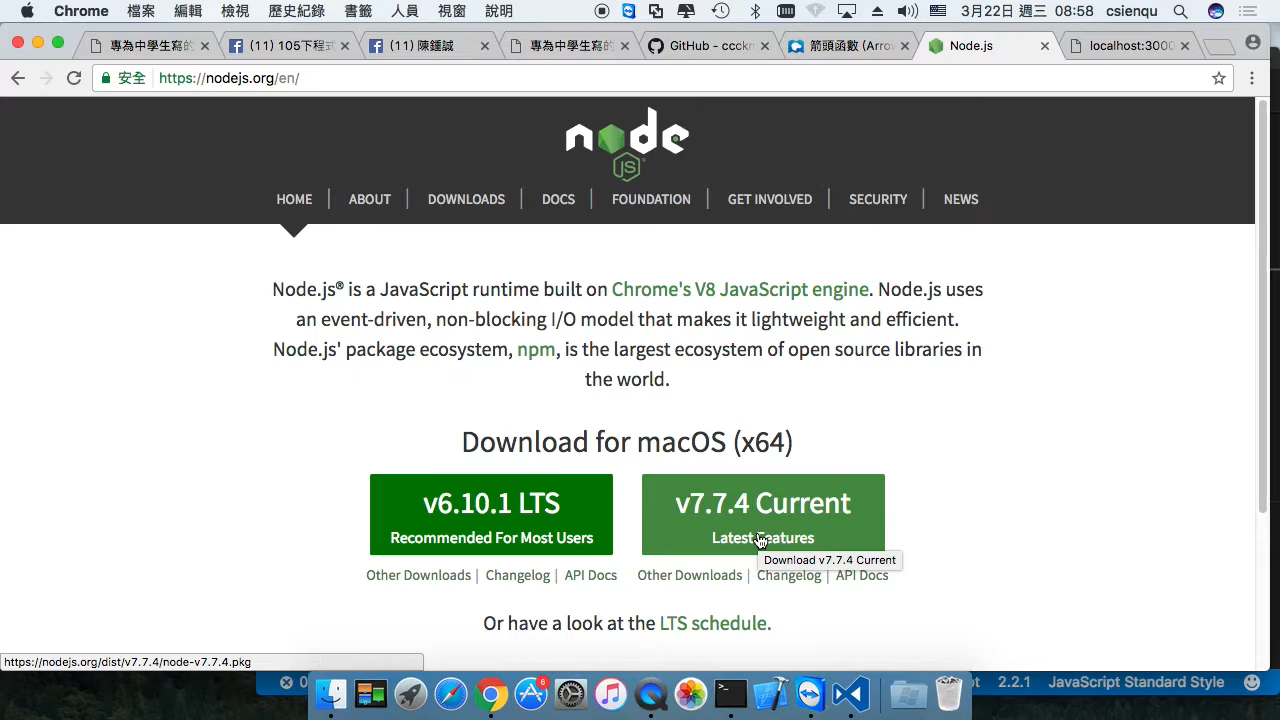 Chrome 檔案 編輯 檢視 歷史紀錄 書籤 人員 視窗 說明 3月22日 週三 08:58 csienqu
專為中學生寫的 (11) 105下程式 (11) 陳鍾誠 專為中學生寫的 GitHub - ccckm 箭頭函數 (Arrow Node.js localhost:3000
安全 https://nodejs.org/en/
node
JS
HOME ABOUT DOWNLOADS DOCS FOUNDATION GET INVOLVED SECURITY NEWS
Node.js® is a JavaScript runtime built on Chrome's V8 JavaScript engine. Node.js uses
an event-driven, non-blocking I/O model that makes it lightweight and efficient.
Node.js' package ecosystem, npm, is the largest ecosystem of open source libraries in
the world.
Download for macOS (x64)
v6.10.1 LTS
Recommended For Most Users
v7.7.4 Current
Latest Features
Download v7.7.4 Current
Other Downloads | Changelog | API Docs
Other Downloads | Changelog | API Docs
Or have a look at the LTS schedule.
https://nodejs.org/dist/v7.7.4/node-v7.7.4.pkg
2.2.1 JavaScript Standard Style
6